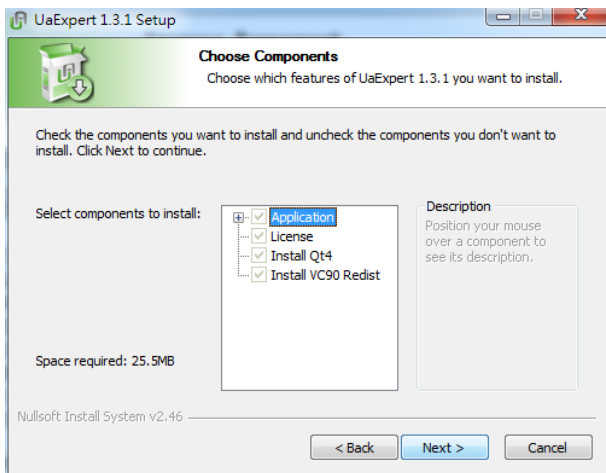 UaExpert 1.3.1 Setup
Choose Components
Choose which features of UaExpert 1.3.1 you want to install.
Check the components you want to install and uncheck the components you don't want to
install. Click Next to continue.
Select components to install:
Application
License
Install Qt4
Install VC90 Redist
Description
Position your mouse
over a component to
see its description.
Space required: 25.5MB
Nullsoft Install System v2.46
< Back
Next >
Cancel